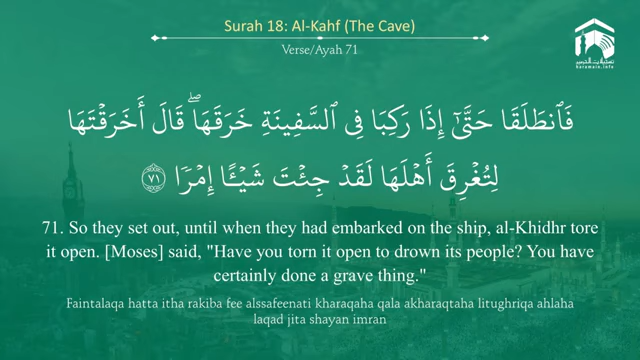 Surah 18: Al-Kahf (The Cave)
Verse/Ayah 71
haramain.info
فَٱنطَلَقَا حَتَّىٰٓ إِذَا رَكِبَا فِى ٱلسَّفِينَةِ خَرَقَهَا ۖ قَالَ أَخَرَقْتَهَا
لِتُغْرِقَ أَهْلَهَا لَقَدْ جِئْتَ شَيْـًٔا إِمْرًا ٧١
71. So they set out, until when they had embarked on the ship, al-Khidhr tore
it open. [Moses] said, "Have you torn it open to drown its people? You have
certainly done a grave thing."
Faintalaqa hatta itha rakiba fee alssafeenati kharaqaha qala akharaqtaha litughriqa ahlaha
laqad jita shayan imran